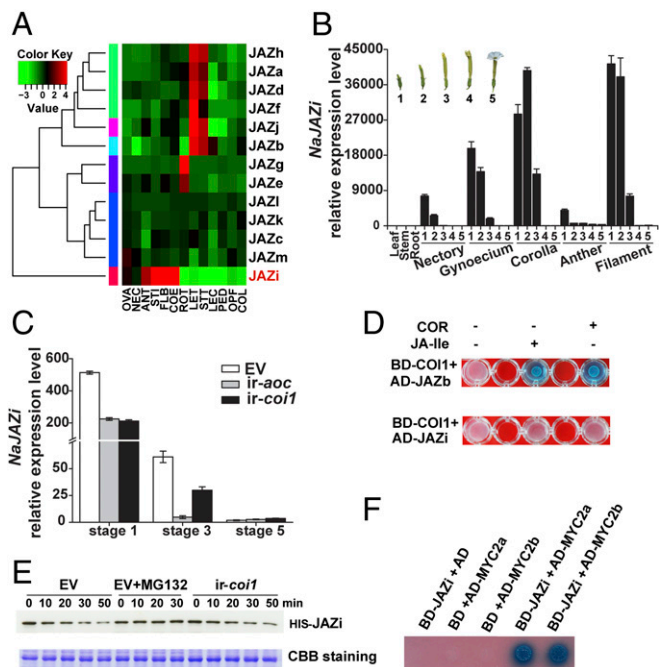 A
Color Key
−3 0 4
Value
JAZh
JAZa
JAZd
JAZf
JAZj
JAZb
JAZg
JAZe
JAZl
JAZk
JAZc
JAZm
JAZi
OVA NEC ANT STI FLB COE ROT LET STT LEC PED OPF COL
B
NaJAZi
relative expression level
45000
36000
27000
18000
9000
0
1 2 3 4 5
Leaf Stem Root
1 2 3 4 5 1 2 3 4 5 1 2 3 4 5 1 2 3 4 5 1 2 3 4 5
Nectory Gynoecium Corolla Anther Filament
C
NaJAZi
relative expression level
600
400
200
50
25
0
EV
ir-aoc
ir-coi1
stage 1 stage 3 stage 5
D
COR - - +
JA-Ile - + -
BD-COI1+
AD-JAZb
BD-COI1+
AD-JAZi
E
EV EV+MG132 ir-coi1
0 10 20 30 50 0 10 20 30 0 10 20 30 50 min
HIS-JAZi
CBB staining
F
BD-JAZi + AD
BD +AD-MYC2a
BD +AD-MYC2b
BD-JAZi + AD-MYC2a
BD-JAZi + AD-MYC2b